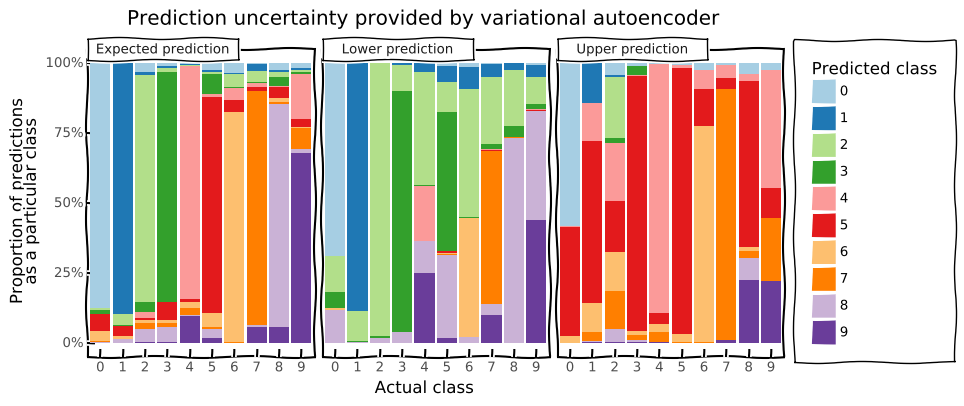 Prediction uncertainty provided by variational autoencoder
Expected prediction
Lower prediction
Upper prediction
Proportion of predictions
as a particular class
100%
75%
50%
25%
0%
0 1 2 3 4 5 6 7 8 9
0 1 2 3 4 5 6 7 8 9
0 1 2 3 4 5 6 7 8 9
Actual class
Predicted class
0
1
2
3
4
5
6
7
8
9